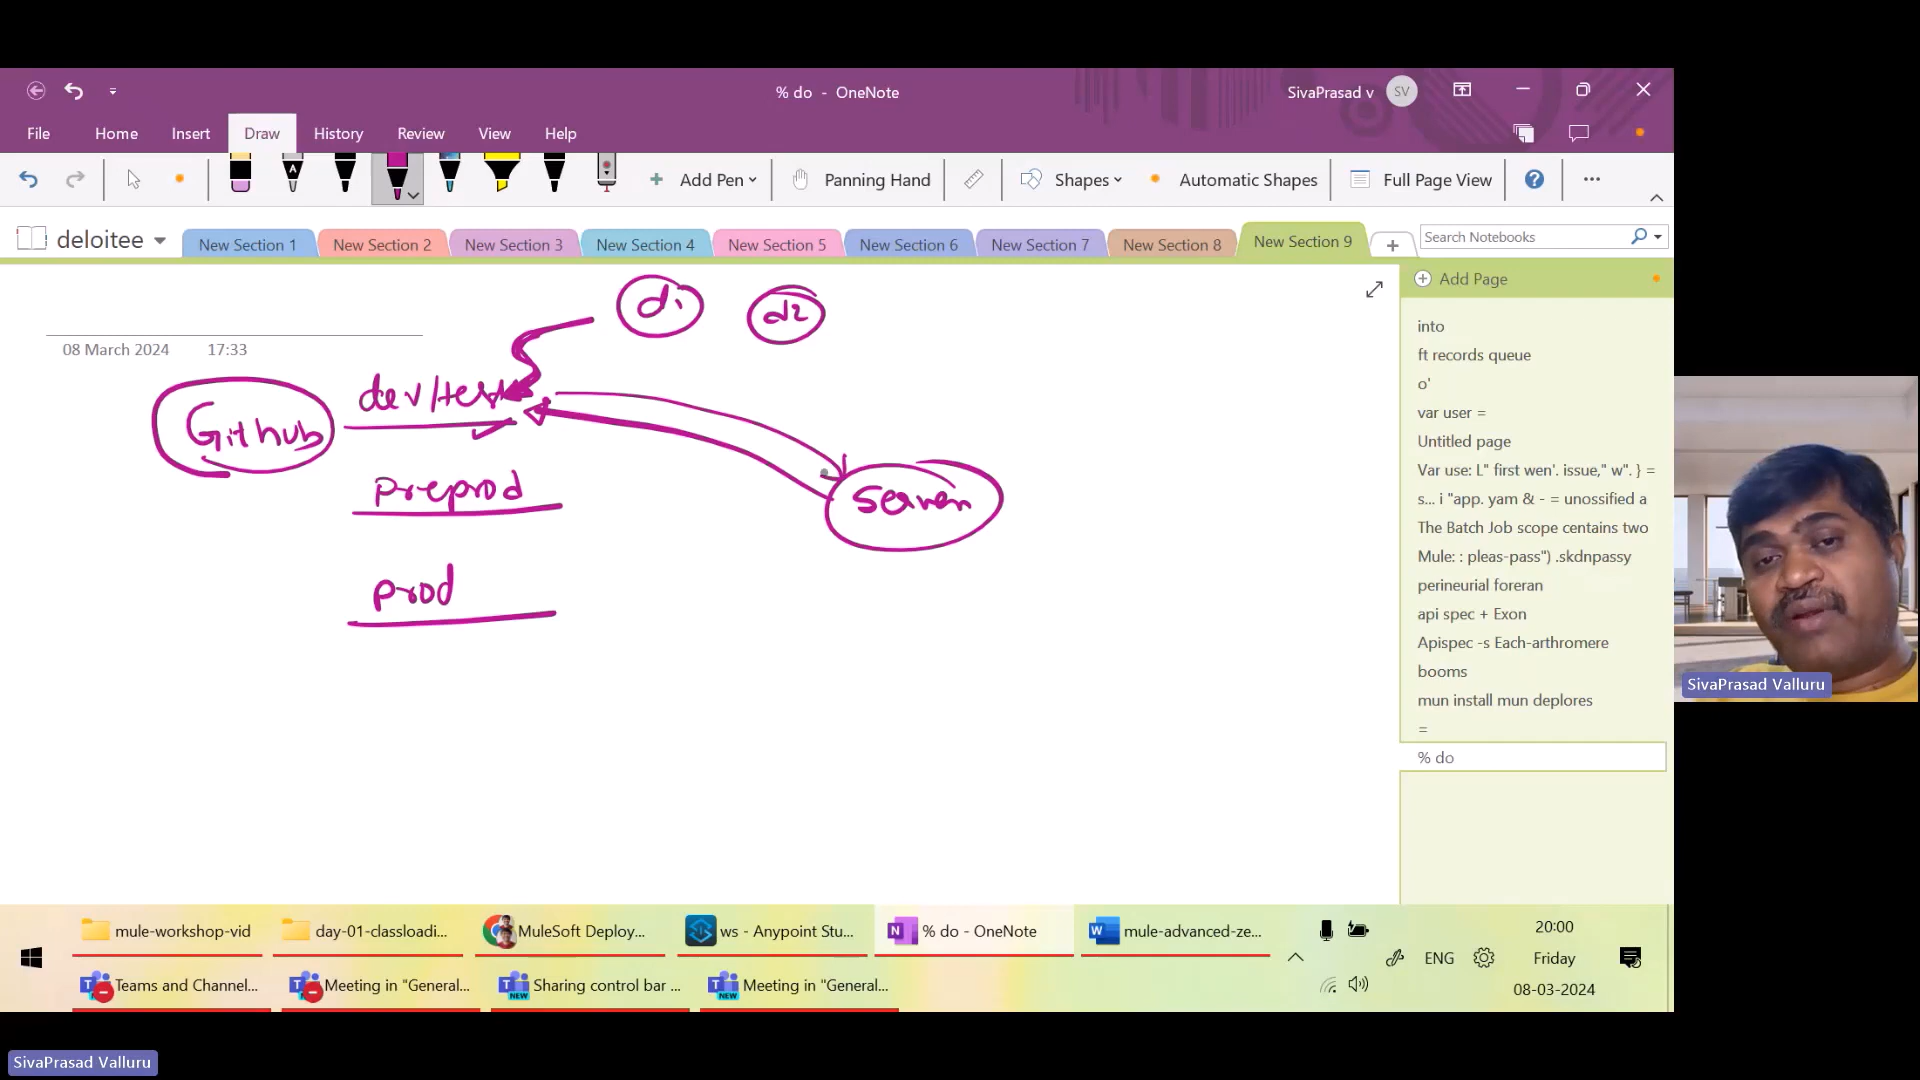 % do - OneNote
SivaPrasad v
SV
File
Home
Insert
Draw
History
Review
View
Help
Add Pen
Panning Hand
Shapes
Automatic Shapes
Full Page View
deloitee
New Section 1
New Section 2
New Section 3
New Section 4
New Section 5
New Section 6
New Section 7
New Section 8
New Section 9
Search Notebooks
Add Page
08 March 2024
17:33
d1
d2
Github
dev/test
preprod
prod
server
into
ft records queue
o'
var user =
Untitled page
Var use: L" first wen'. issue," w". } =
s... i "app. yam & - = unossified a
The Batch Job scope centains two
Mule: : pleas-pass") .skdnpassy
perineurial foreran
api spec + Exon
Apispec -s Each-arthromere
booms
mun install mun deplores
=
% do
SivaPrasad Valluru
mule-workshop-vid
day-01-classloadi...
MuleSoft Deploy...
ws - Anypoint Stu...
% do - OneNote
mule-advanced-ze...
Teams and Channel...
Meeting in "General...
Sharing control bar ...
Meeting in "General...
ENG
20:00
Friday
08-03-2024
SivaPrasad Valluru